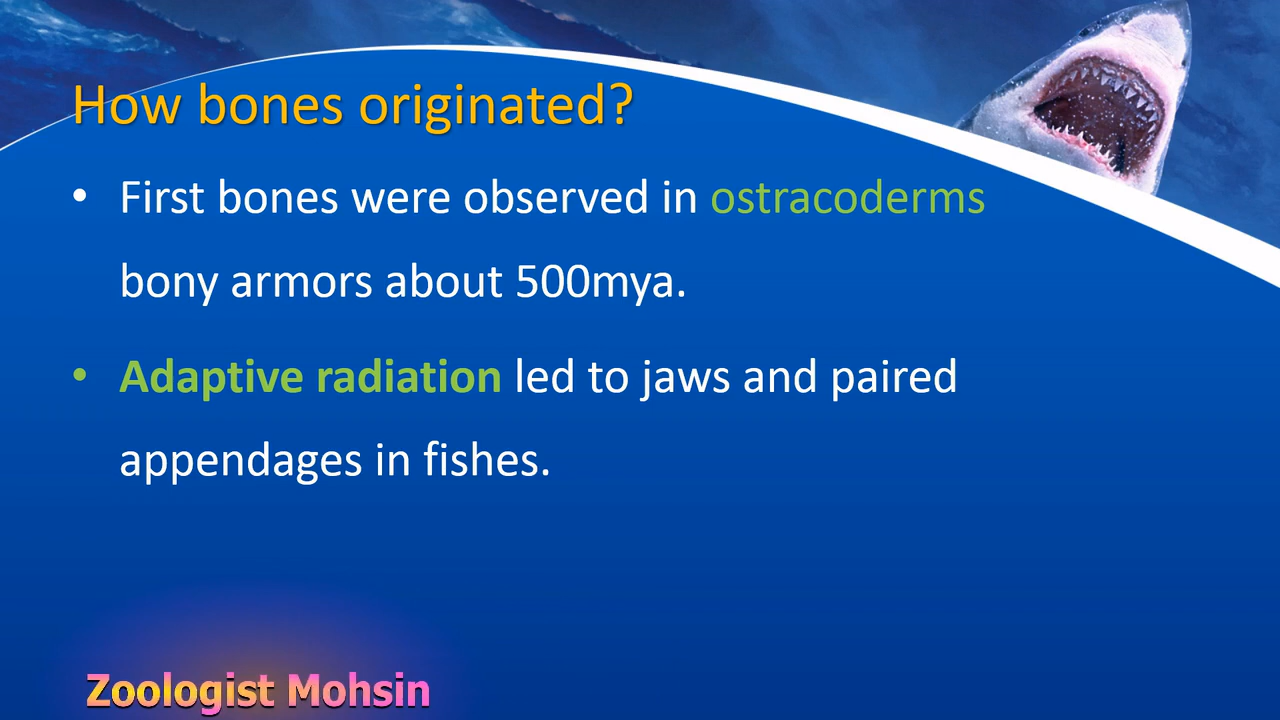 How bones originated?
• First bones were observed in ostracoderms
bony armors about 500mya.
• Adaptive radiation led to jaws and paired
appendages in fishes.
Zoologist Mohsin